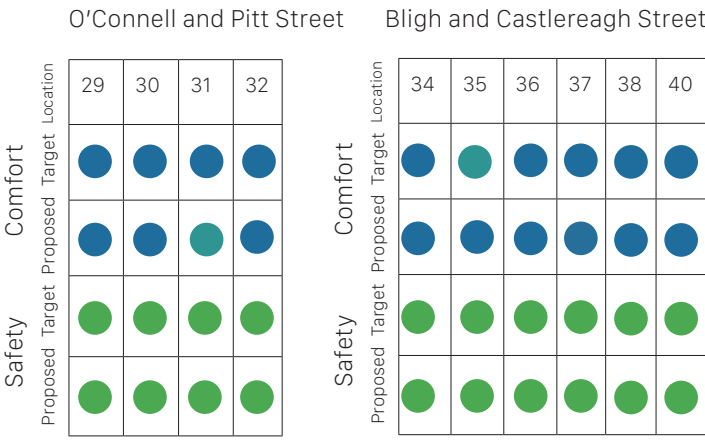 O'Connell and Pitt Street
Location 29 30 31 32
Comfort
Target
Proposed
Safety
Target
Proposed
Bligh and Castlereagh Street
Location 34 35 36 37 38 40
Comfort
Target
Proposed
Safety
Target
Proposed